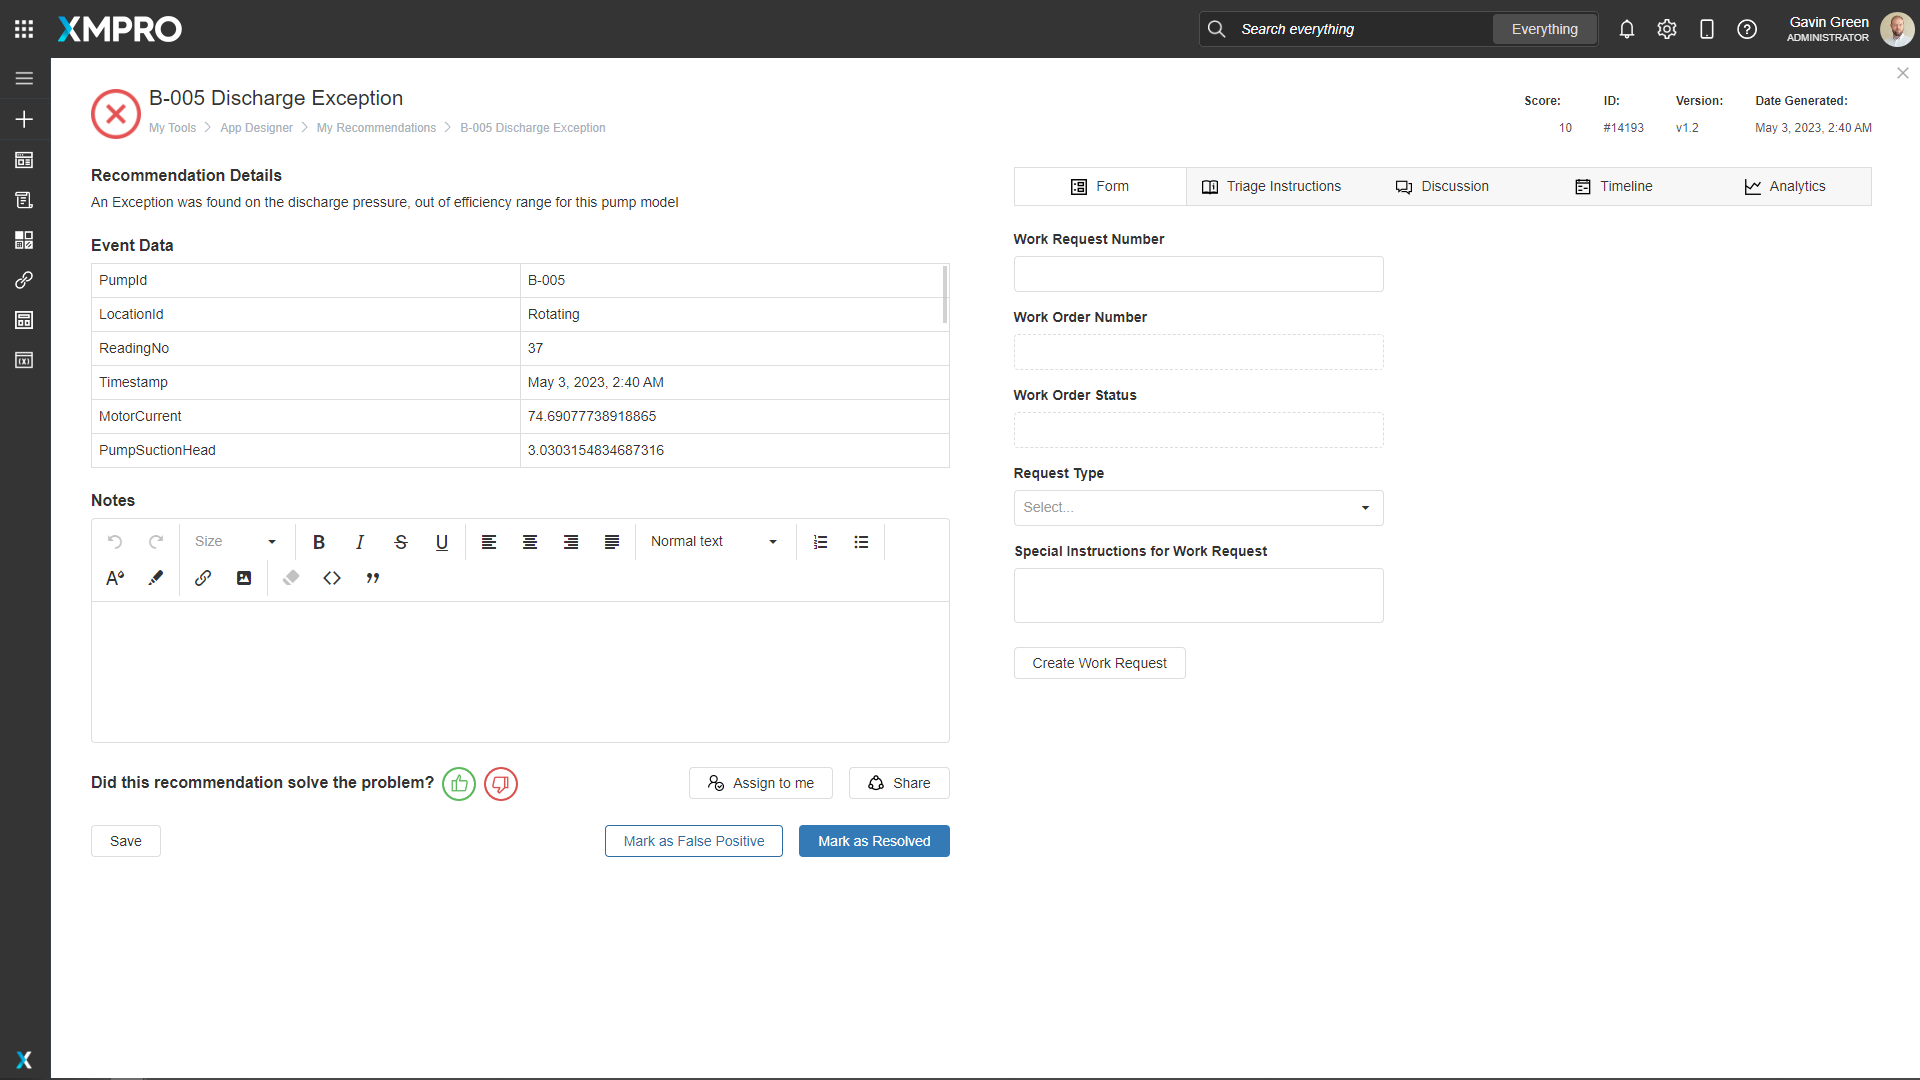 XMPRO
Search everything
Everything
Gavin Green
ADMINISTRATOR
B-005 Discharge Exception
My Tools
App Designer
My Recommendations
B-005 Discharge Exception
Score:
ID:
Version:
Date Generated:
10
#14193
v1.2
May 3, 2023, 2:40 AM
Recommendation Details
An Exception was found on the discharge pressure, out of efficiency range for this pump model
Event Data
PumpId B-005
LocationId Rotating
ReadingNo 37
Timestamp May 3, 2023, 2:40 AM
MotorCurrent 74.69077738918865
PumpSuctionHead 3.0303154834687316
Notes
Size
B I S U
Normal text
Did this recommendation solve the problem?
Assign to me
Share
Save
Mark as False Positive
Mark as Resolved
Form
Triage Instructions
Discussion
Timeline
Analytics
Work Request Number
Work Order Number
Work Order Status
Request Type
Select...
Special Instructions for Work Request
Create Work Request